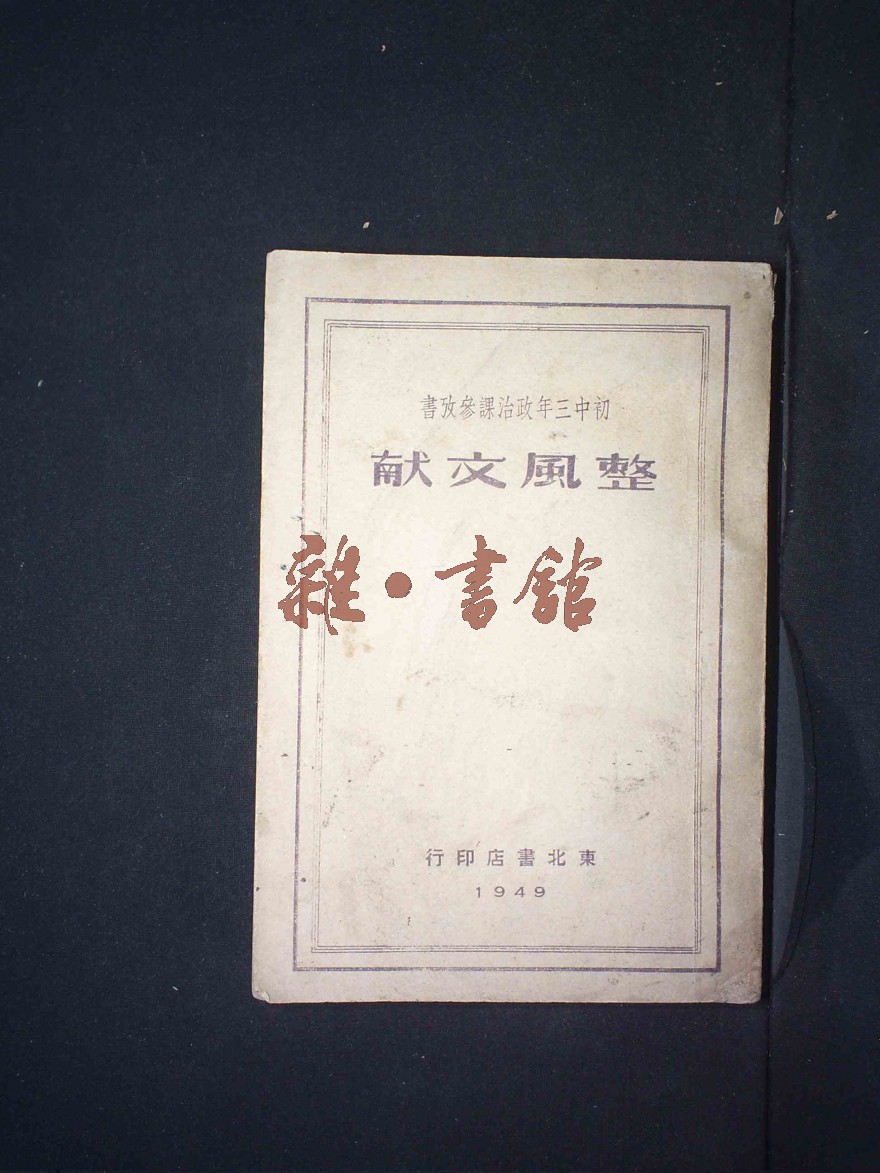 初中三年政治課參攷書
整風文献
雜·書館
東北書店印行
1949